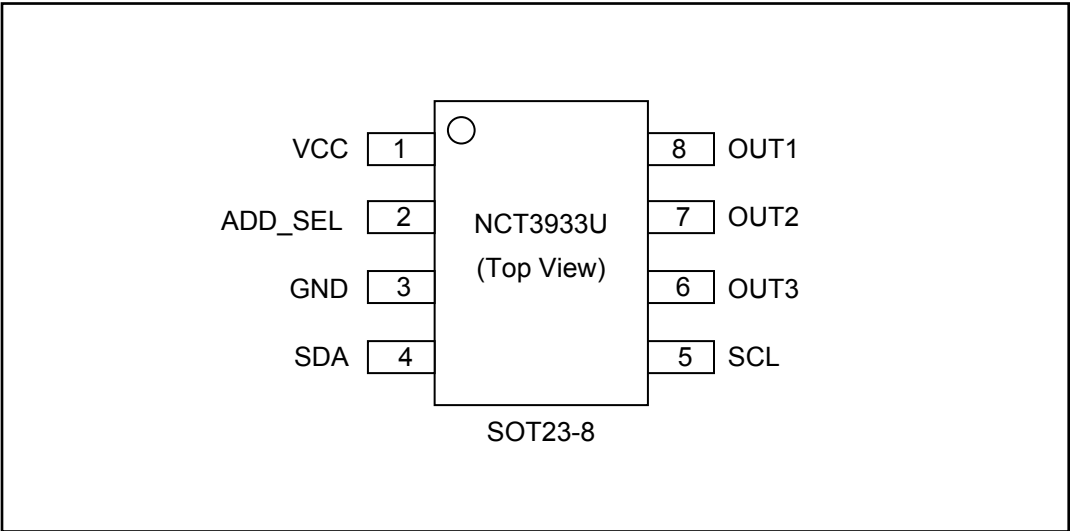 VCC 1 8 OUT1
ADD_SEL 2 NCT3933U 7 OUT2
(Top View)
GND 3 6 OUT3
SDA 4 5 SCL
SOT23-8